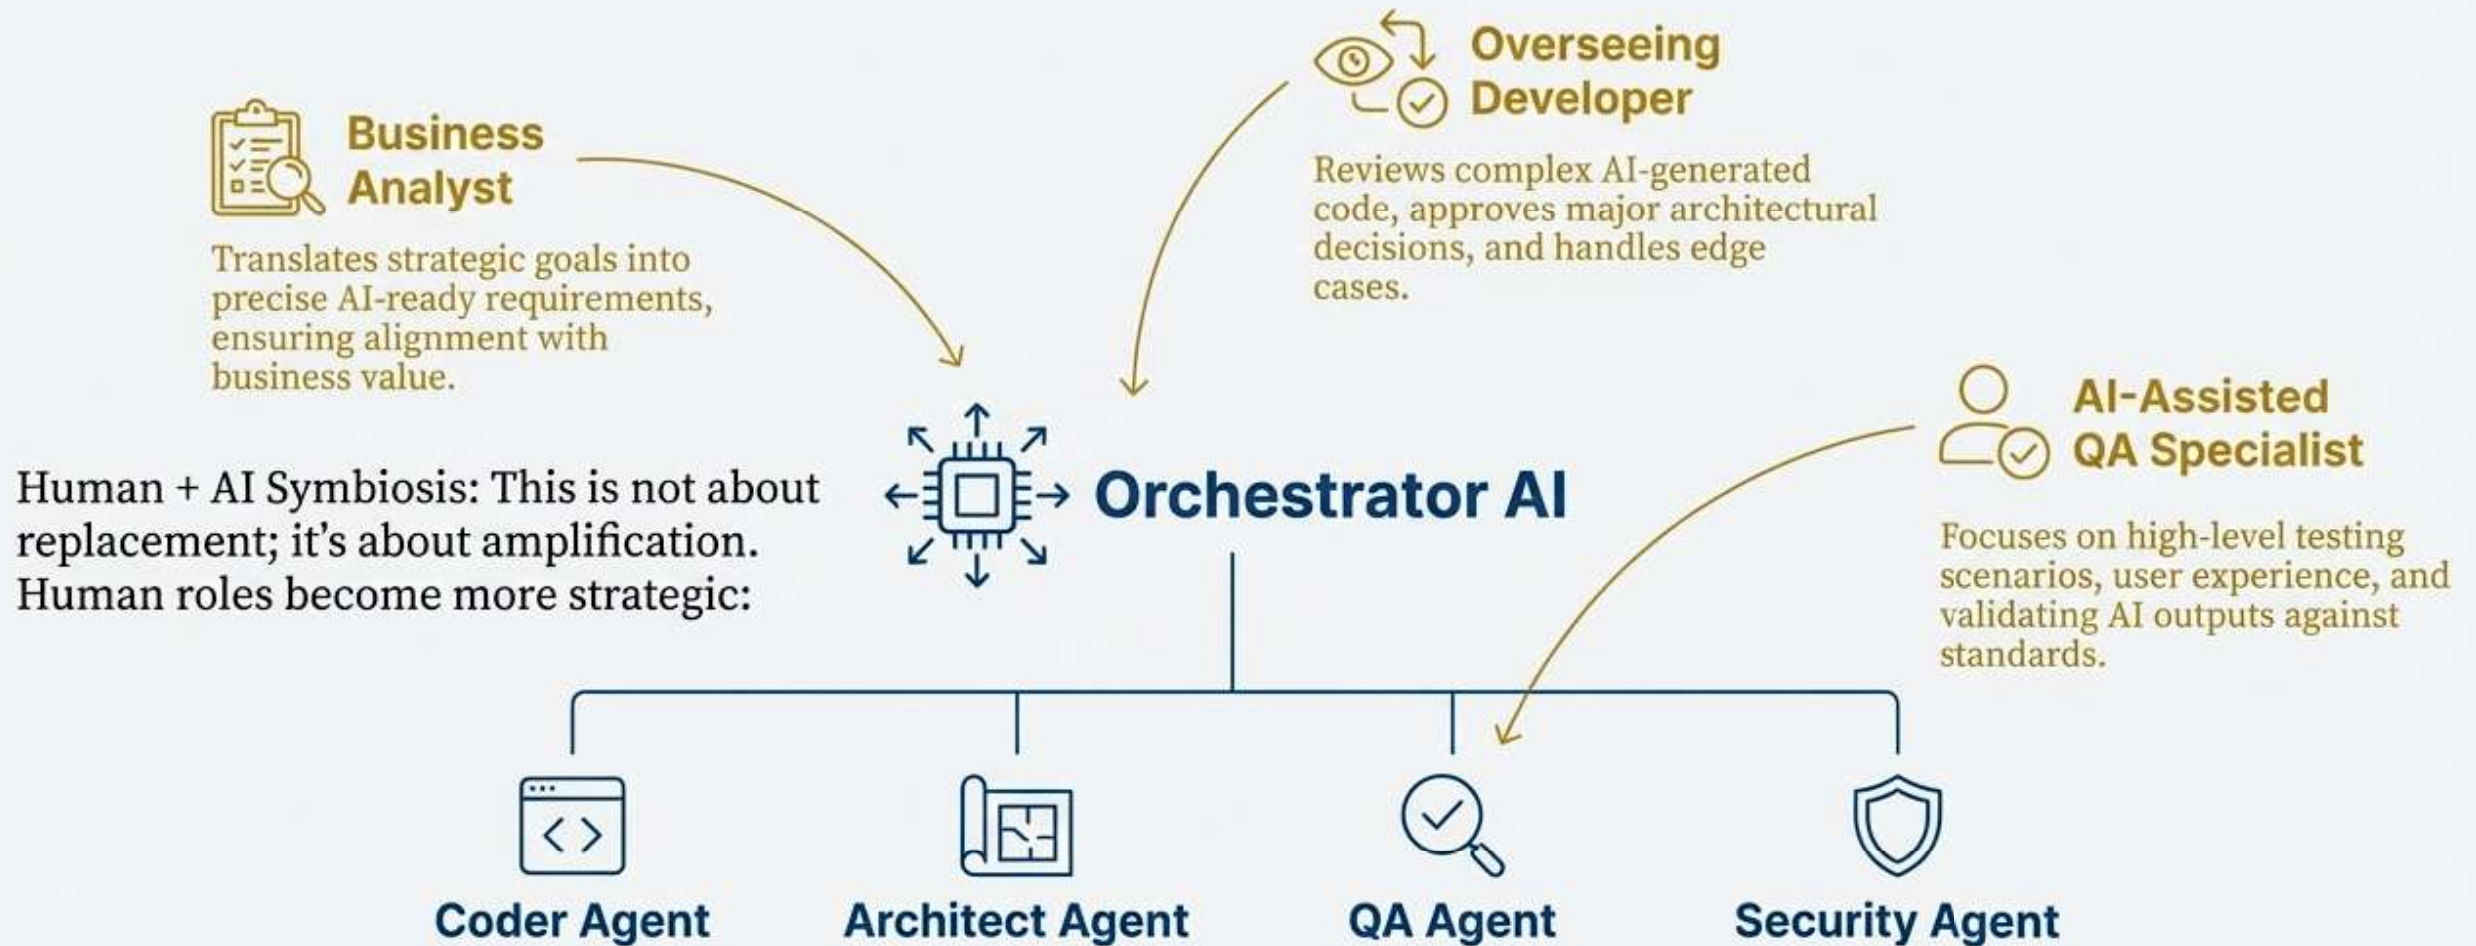 Business
Analyst
Translates strategic goals into
precise AI-ready requirements,
ensuring alignment with
business value.
Overseeing
Developer
Reviews complex AI-generated
code, approves major architectural
decisions, and handles edge
cases.
Human + AI Symbiosis: This is not about
replacement; it's about amplification.
Human roles become more strategic:
Orchestrator AI
AI-Assisted
QA Specialist
Focuses on high-level testing
scenarios, user experience, and
validating AI outputs against
standards.
Coder Agent
Architect Agent
QA Agent
Security Agent